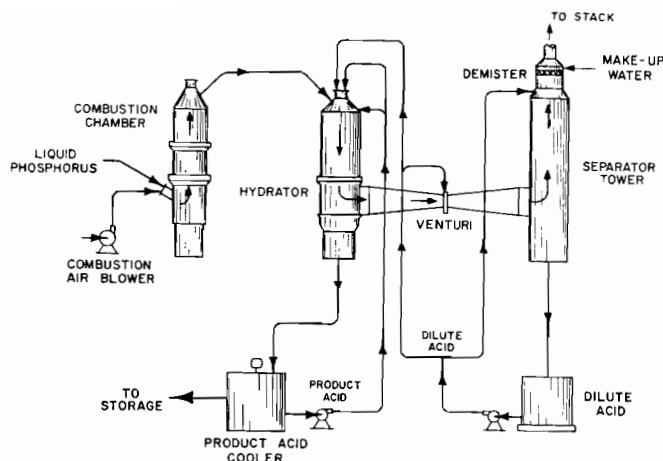 TO STACK
MAKE-UP
WATER
DEMISTER
COMBUSTION
CHAMBER
LIQUID
PHOSPHORUS
HYDRATOR
SEPARATOR
TOWER
VENTURI
COMBUSTION
AIR BLOWER
DILUTE
ACID
TO
STORAGE
PRODUCT
ACID
DILUTE
ACID
PRODUCT ACID
COOLER